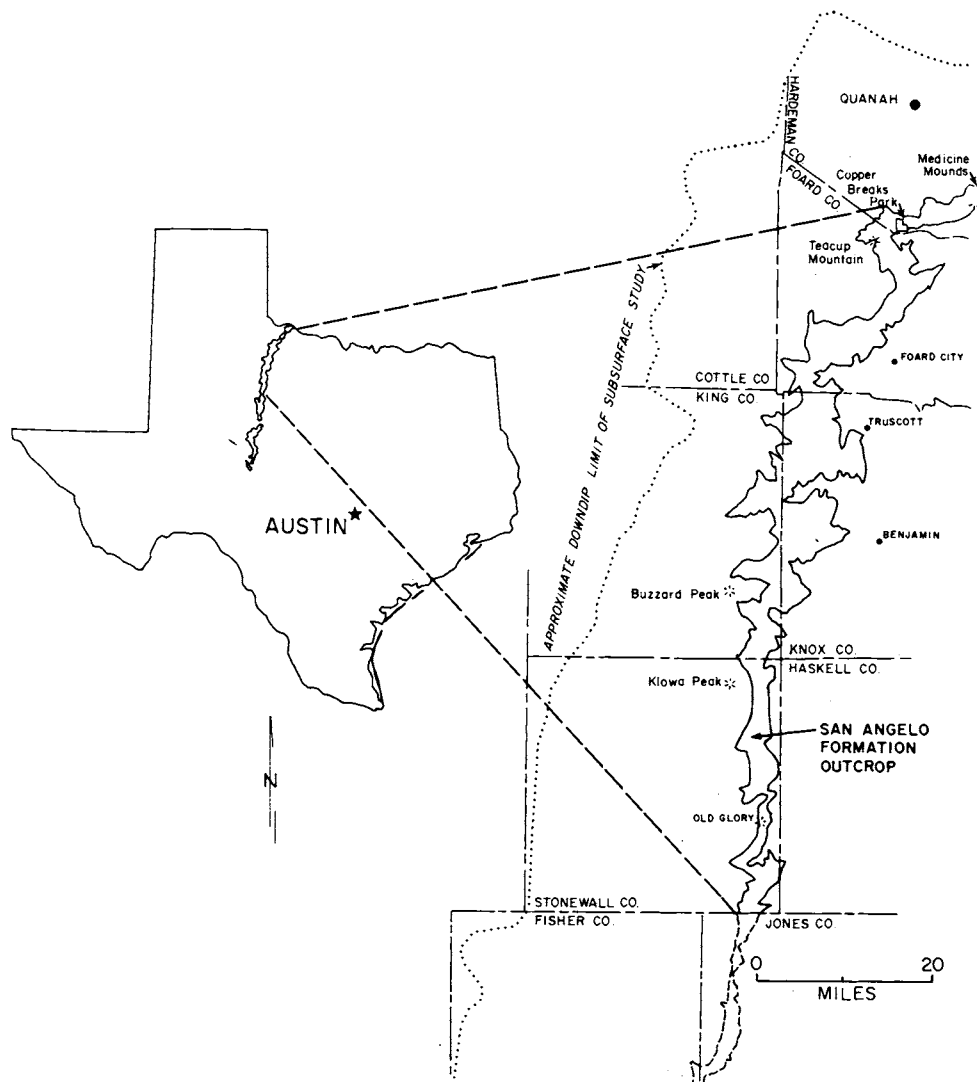 HARDEMAN CO.
FOARD CO.
QUANAH
Medicine
Mounds
Copper
Breaks
Park
Teacup
Mountain
APPROXIMATE DOWNDIP LIMIT OF SUBSURFACE STUDY
FOARD CITY
COTTLE CO.
KING CO.
TRUSCOTT
AUSTIN
BENJAMIN
Buzzard Peak
KNOX CO.
HASKELL CO.
Kiowa Peak
SAN ANGELO
FORMATION
OUTCROP
N
OLD GLORY
STONEWALL CO.
FISHER CO.
JONES CO.
0 20
MILES